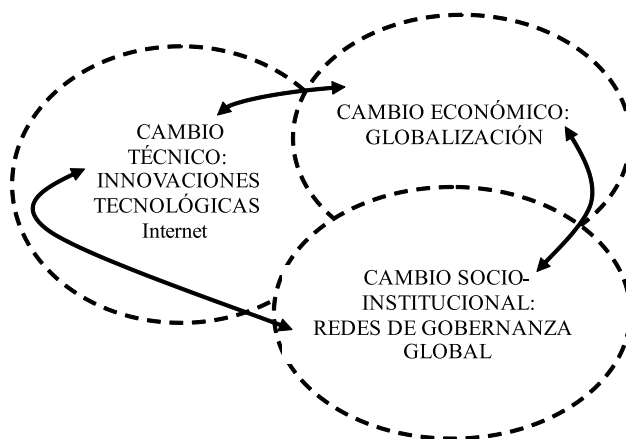 CAMBIO
TÉCNICO:
INNOVACIONES
TECNOLÓGICAS
Internet
CAMBIO ECONÓMICO:
GLOBALIZACIÓN
CAMBIO SOCIO-
INSTITUCIONAL:
REDES DE GOBERNANZA
GLOBAL